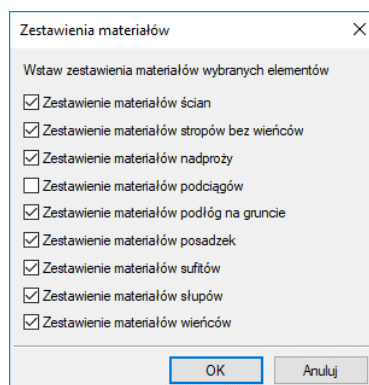 Zestawienia materiałów
Wstaw zestawienia materiałów wybranych elementów
Zestawienie materiałów ścian
Zestawienie materiałów stropów bez wieńców
Zestawienie materiałów nadproży
Zestawienie materiałów podciągów
Zestawienie materiałów podłóg na gruncie
Zestawienie materiałów posadzek
Zestawienie materiałów sufitów
Zestawienie materiałów słupów
Zestawienie materiałów wieńców
OK Anuluj